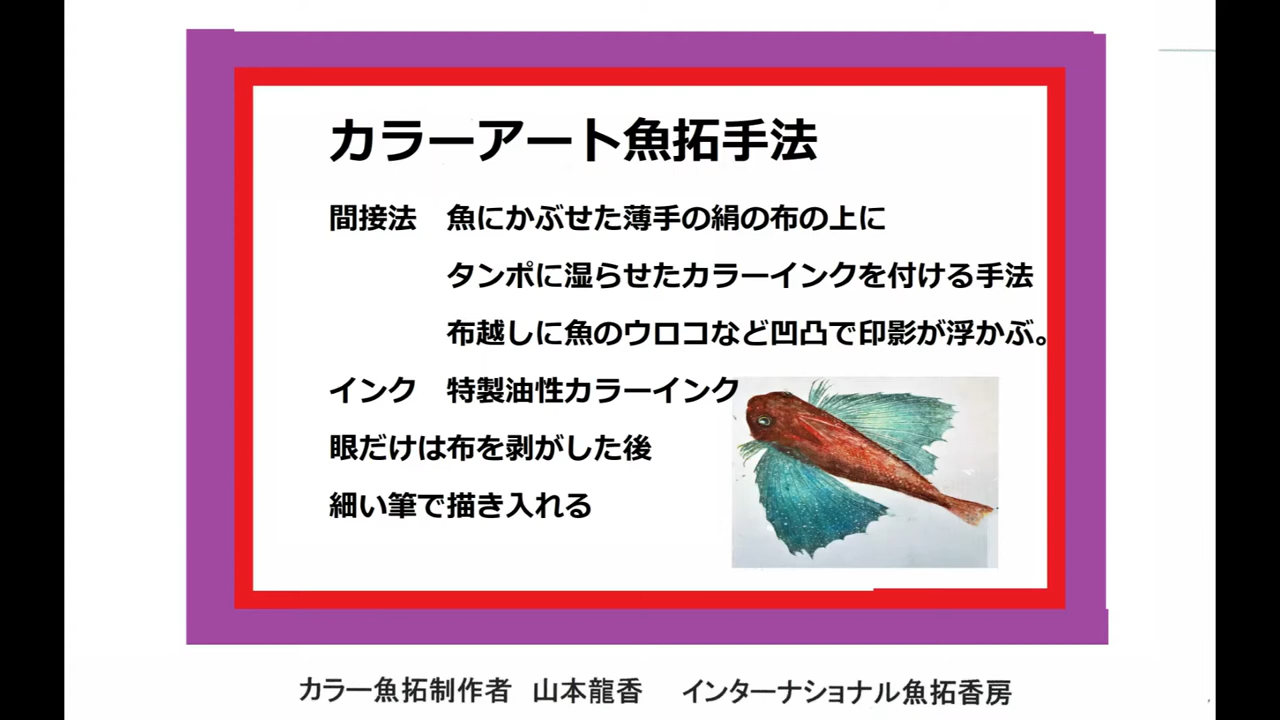 カラーアート魚拓手法
間接法　魚にかぶせた薄手の絹の布の上に
タンポに湿らせたカラーインクを付ける手法
布越しに魚のウロコなど凹凸で印影が浮かぶ。
インク　特製油性カラーインク
眼だけは布を剥がした後
細い筆で描き入れる
カラー魚拓制作者　山本龍香　インターナショナル魚拓香房